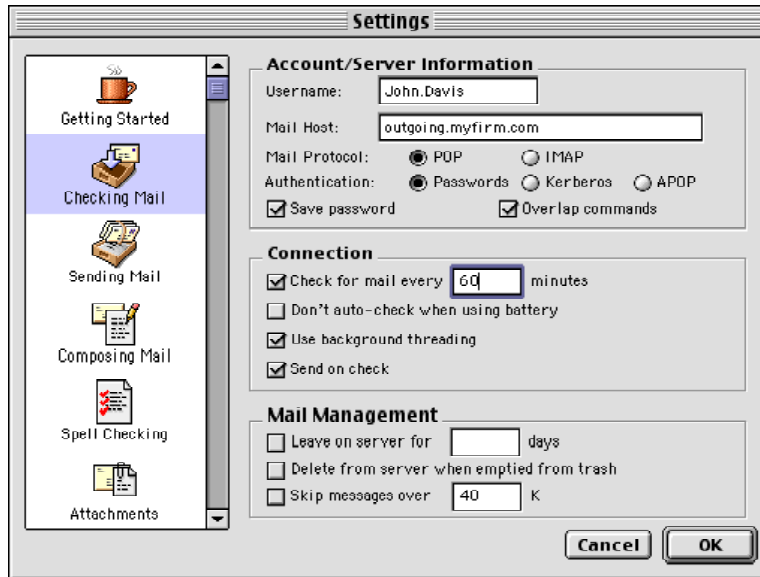 Settings
Getting Started
Checking Mail
Sending Mail
Composing Mail
Spell Checking
Attachments
Account/Server Information
Username: John.Davis
Mail Host: outgoing.myfirm.com
Mail Protocol: POP IMAP
Authentication: Passwords Kerberos APOP
Save password Overlap commands
Connection
Check for mail every 60 minutes
Don't auto-check when using battery
Use background threading
Send on check
Mail Management
Leave on server for days
Delete from server when emptied from trash
Skip messages over 40 K
Cancel OK